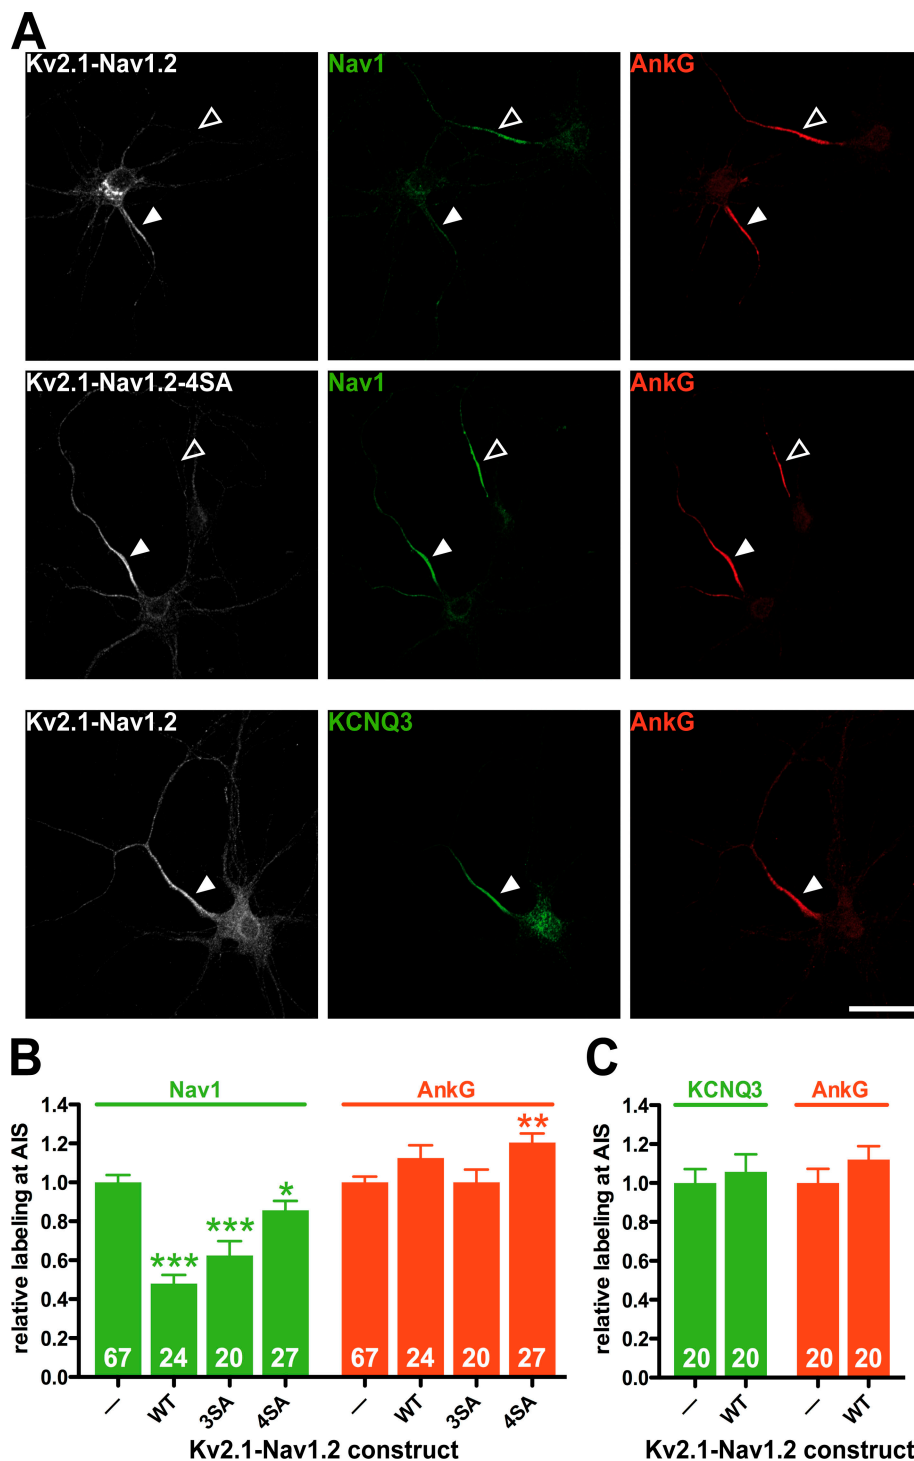 A
Kv2.1-Nav1.2 Nav1 AnkG
Kv2.1-Nav1.2-4SA Nav1 AnkG
Kv2.1-Nav1.2 KCNQ3 AnkG
B
Nav1 AnkG
relative labeling at AIS
1.4
1.2
1.0
0.8
0.6
0.4
0.2
0.0
*** *** * **
67 24 20 27 67 24 20 27
— WT 3SA 4SA — WT 3SA 4SA
Kv2.1-Nav1.2 construct
C
KCNQ3 AnkG
relative labeling at AIS
1.4
1.2
1.0
0.8
0.6
0.4
0.2
0.0
20 20 20 20
— WT — WT
Kv2.1-Nav1.2 construct